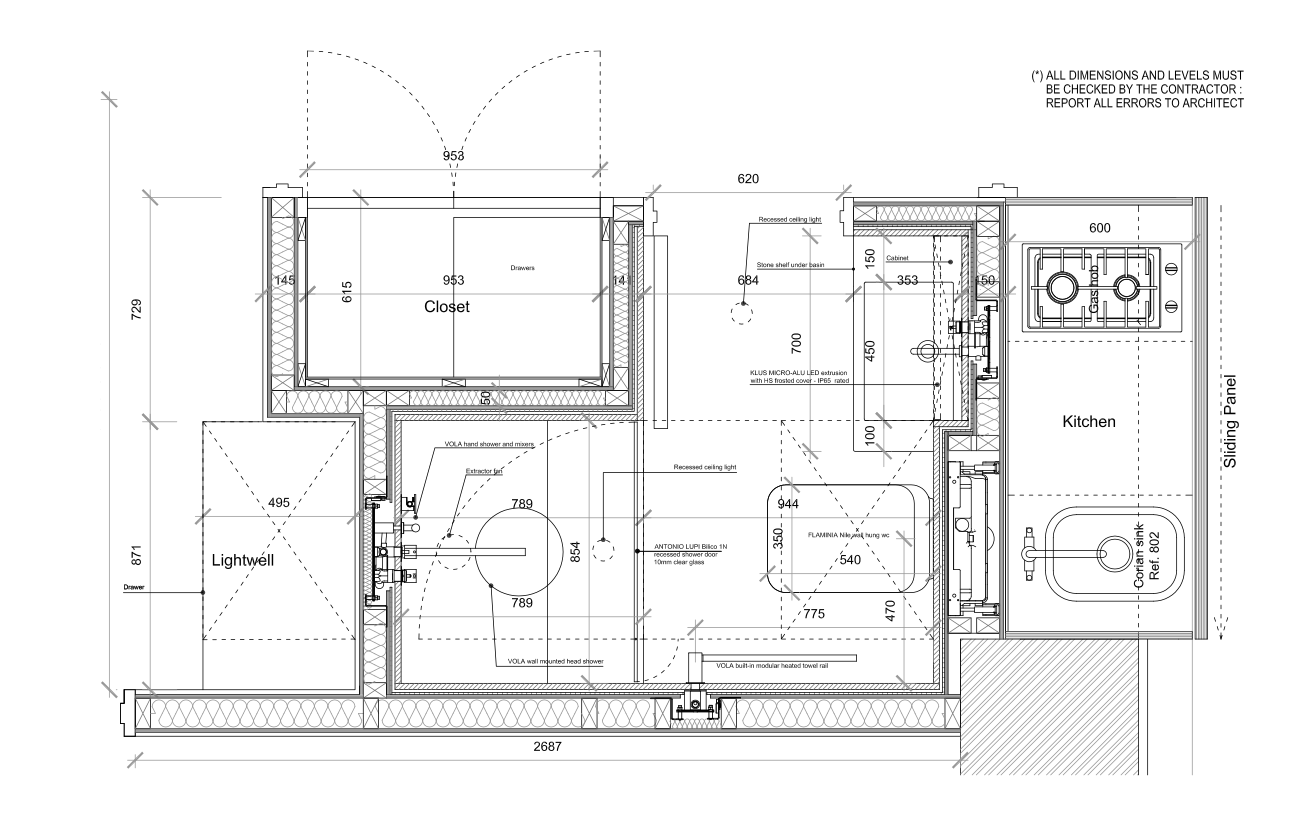 (*) ALL DIMENSIONS AND LEVELS MUST
BE CHECKED BY THE CONTRACTOR :
REPORT ALL ERRORS TO ARCHITECT
953
620
Recessed ceiling light
600
Drawers
Stone shelf under basin
150
Cabinet
145
953
141
684
353
150
615
Closet
Gas hob
729
700
450
KLUS MICRO-ALU LED extrusion
with HS frosted cover - IP65 rated
50
100
Kitchen
Sliding Panel
VOLA hand shower and mixers
Extractor fan
Recessed ceiling light
495
789
944
350
FLAMINIA Nile wall hung wc
540
871
Lightwell
854
ANTONIO LUPI Bilico 1N
recessed shower door
10mm clear glass
Corian sink
Ref. 802
Drawer
789
775
470
VOLA wall mounted head shower
VOLA built-in modular heated towel rail
2687